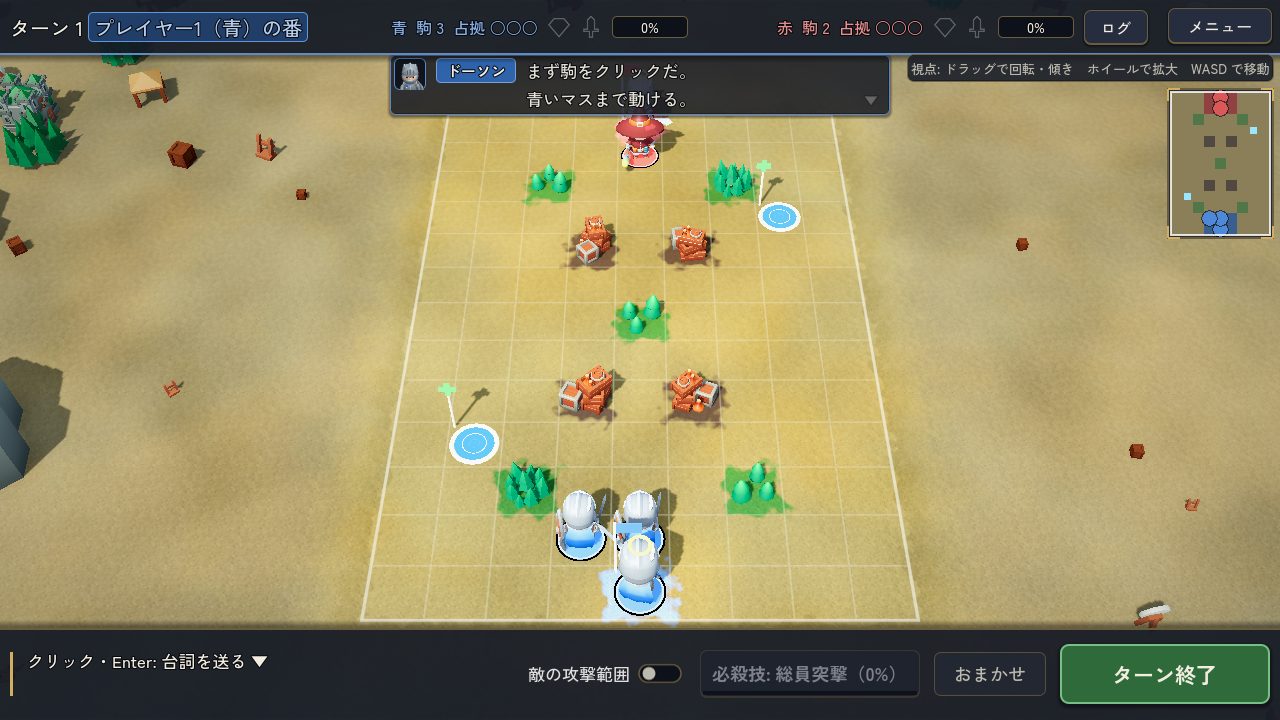 ターン 1 プレイヤー1（青）の番
青 駒 3 占拠 〇〇〇 0%
赤 駒 2 占拠 〇〇〇 0%
ログ
メニュー
ドーソン
まず駒をクリックだ。
青いマスまで動ける。
視点: ドラッグで回転・傾き ホイールで拡大 WASD で移動
クリック・Enter: 台詞を送る ▼
敵の攻撃範囲
必殺技: 総員突撃（0%）
おまかせ
ターン終了